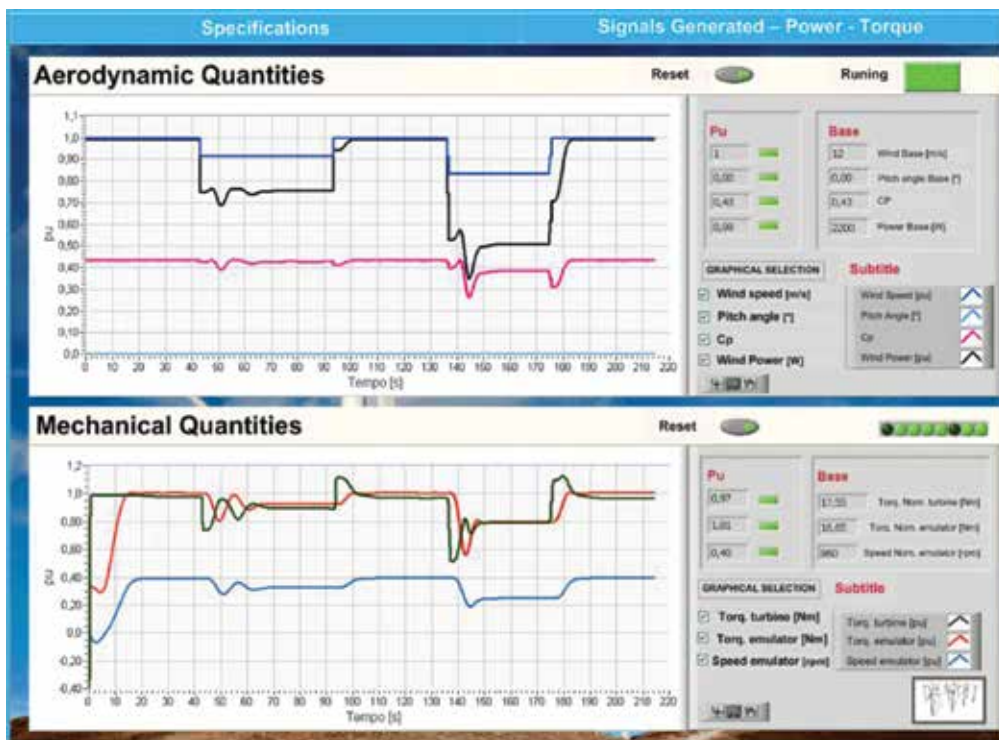 Specifications
Signals Generated – Power - Torque
Aerodynamic Quantities
Reset
Runing
1,1
1,0
0,90
0,80
0,70
0,60
0,50
0,40
0,30
0,20
0,10
0,0
pu
0 10 20 30 40 50 60 70 80 90 100 110 120 130 140 150 160 170 180 190 200 210 220
Tempo [s]
Pu
1
0,00
0,43
0,99
Base
12 Wind Base [m/s]
0,00 Pitch angle Base [°]
0,43 CP
2200 Power Base [W]
GRAPHICAL SELECTION
Subtitle
Wind speed [m/s]
Pitch angle [°]
Cp
Wind Power [W]
Wind Speed [pu]
Pitch Angle [°]
Cp
Wind Power [pu]
Mechanical Quantities
Reset
1,2
1,0
0,80
0,60
0,40
0,20
0,0
-0,20
-0,40
pu
0 10 20 30 40 50 60 70 80 90 100 110 120 130 140 150 160 170 180 190 200 210 220
Tempo [s]
Pu
0,97
1,01
0,40
Base
Torq. Nom. turbine [Nm]
Torq. Nom. emulator [Nm]
980 Speed Nom. emulator [rpm]
GRAPHICAL SELECTION
Subtitle
Torq. turbine [Nm]
Torq. emulator [Nm]
Speed emulator [rpm]
Torq. turbine [pu]
Torq. emulator [pu]
Speed emulator [pu]